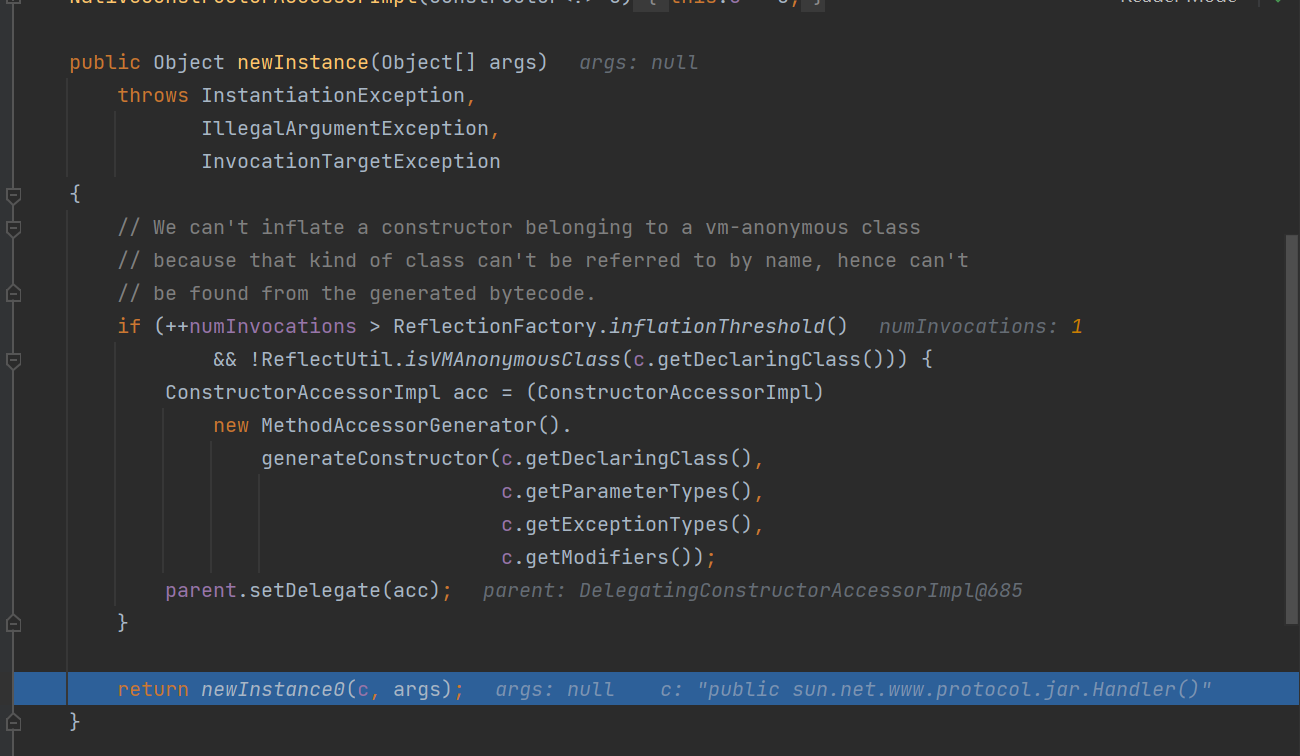 NativeConstructorAccessorImpl(Constructor<?> c) { this.c = c; }
Reader Mode
public Object newInstance(Object[] args)   args: null
throws InstantiationException,
IllegalArgumentException,
InvocationTargetException
{
// We can't inflate a constructor belonging to a vm-anonymous class
// because that kind of class can't be referred to by name, hence can't
// be found from the generated bytecode.
if (++numInvocations > ReflectionFactory.inflationThreshold()   numInvocations: 1
&& !ReflectUtil.isVMAnonymousClass(c.getDeclaringClass())) {
ConstructorAccessorImpl acc = (ConstructorAccessorImpl)
new MethodAccessorGenerator().
generateConstructor(c.getDeclaringClass(),
c.getParameterTypes(),
c.getExceptionTypes(),
c.getModifiers());
parent.setDelegate(acc);   parent: DelegatingConstructorAccessorImpl@685
}
return newInstance0(c, args);   args: null   c: "public sun.net.www.protocol.jar.Handler()"
}